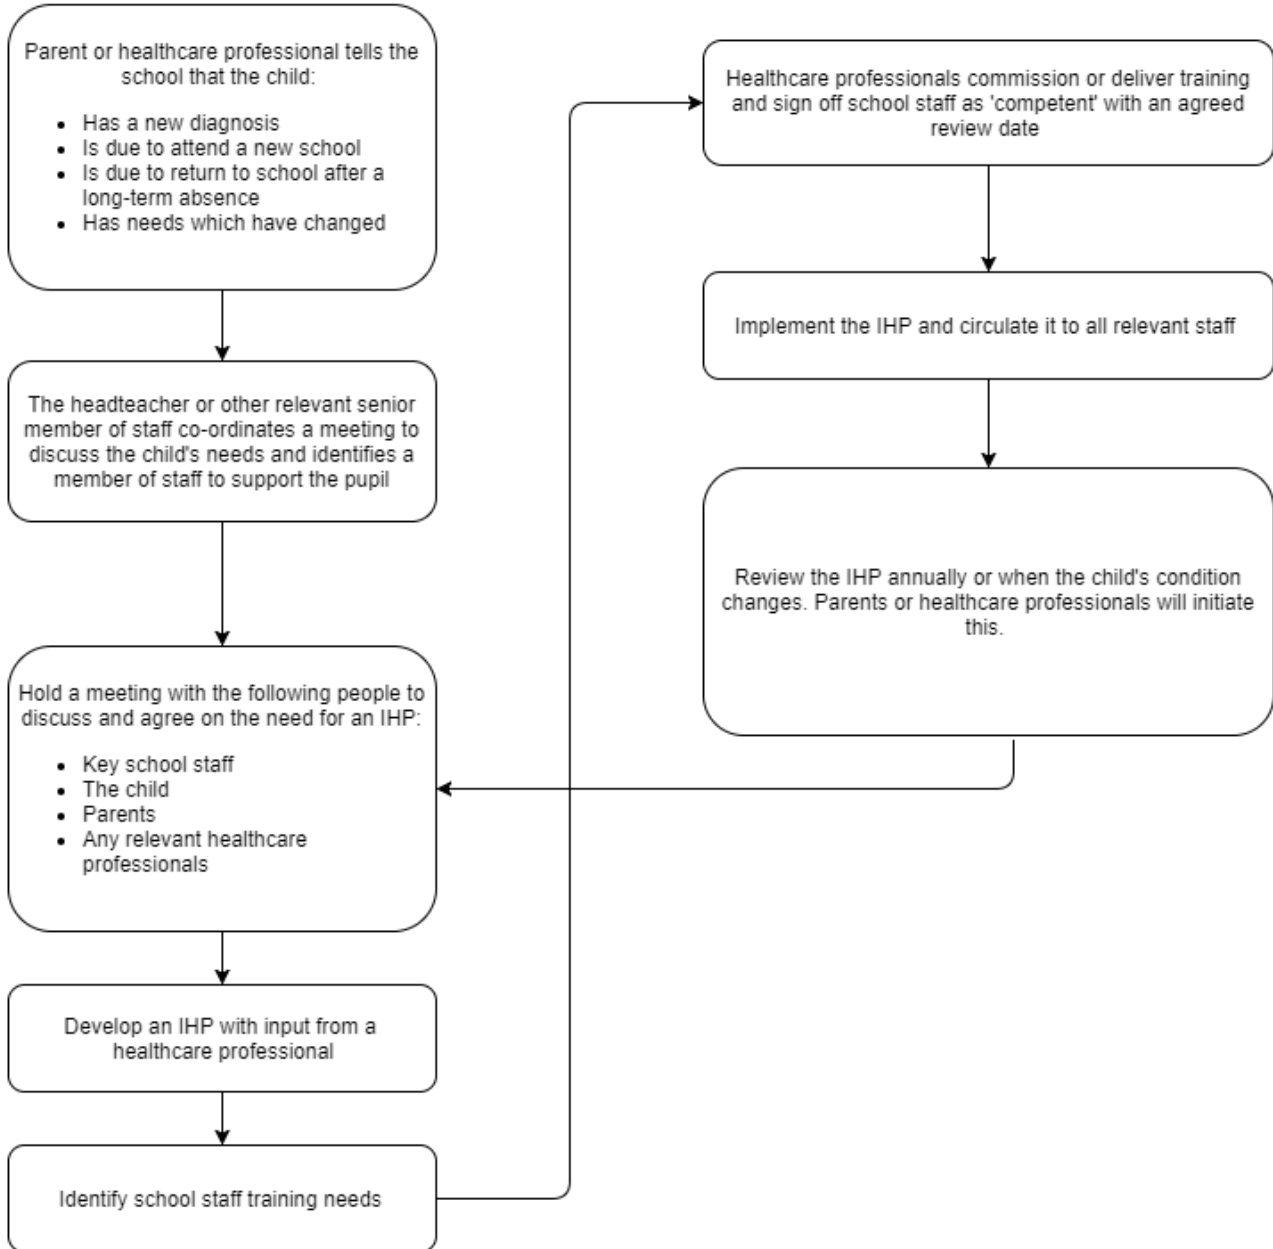 Parent or healthcare professional tells the
school that the child:
• Has a new diagnosis
• Is due to attend a new school
• Is due to return to school after a
long-term absence
• Has needs which have changed
The headteacher or other relevant senior
member of staff co-ordinates a meeting to
discuss the child's needs and identifies a
member of staff to support the pupil
Hold a meeting with the following people to
discuss and agree on the need for an IHP:
• Key school staff
• The child
• Parents
• Any relevant healthcare
professionals
Develop an IHP with input from a
healthcare professional
Identify school staff training needs
Healthcare professionals commission or deliver training
and sign off school staff as 'competent' with an agreed
review date
Implement the IHP and circulate it to all relevant staff
Review the IHP annually or when the child's condition
changes. Parents or healthcare professionals will initiate
this.